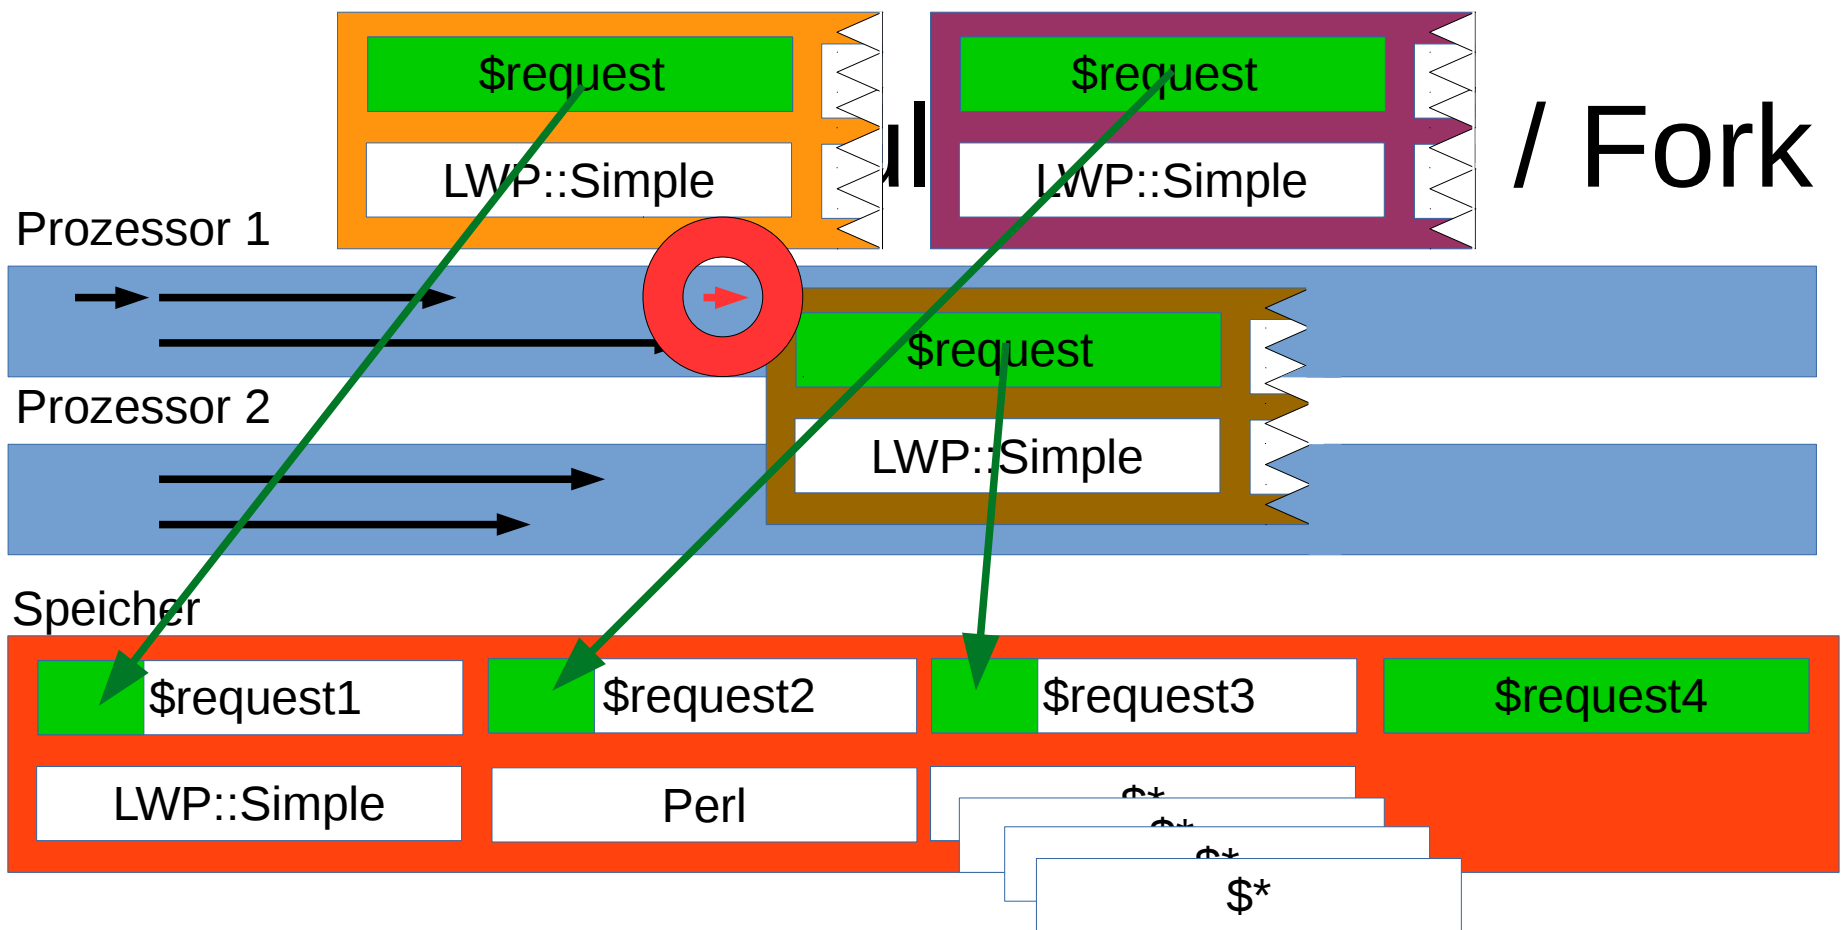 $request
$request
ul / Fork
LWP::Simple
LWP::Simple
Prozessor 1
$request
Prozessor 2
LWP::Simple
Speicher
$request1
$request2
$request3
$request4
LWP::Simple
Perl
$*
$*
$*
$*